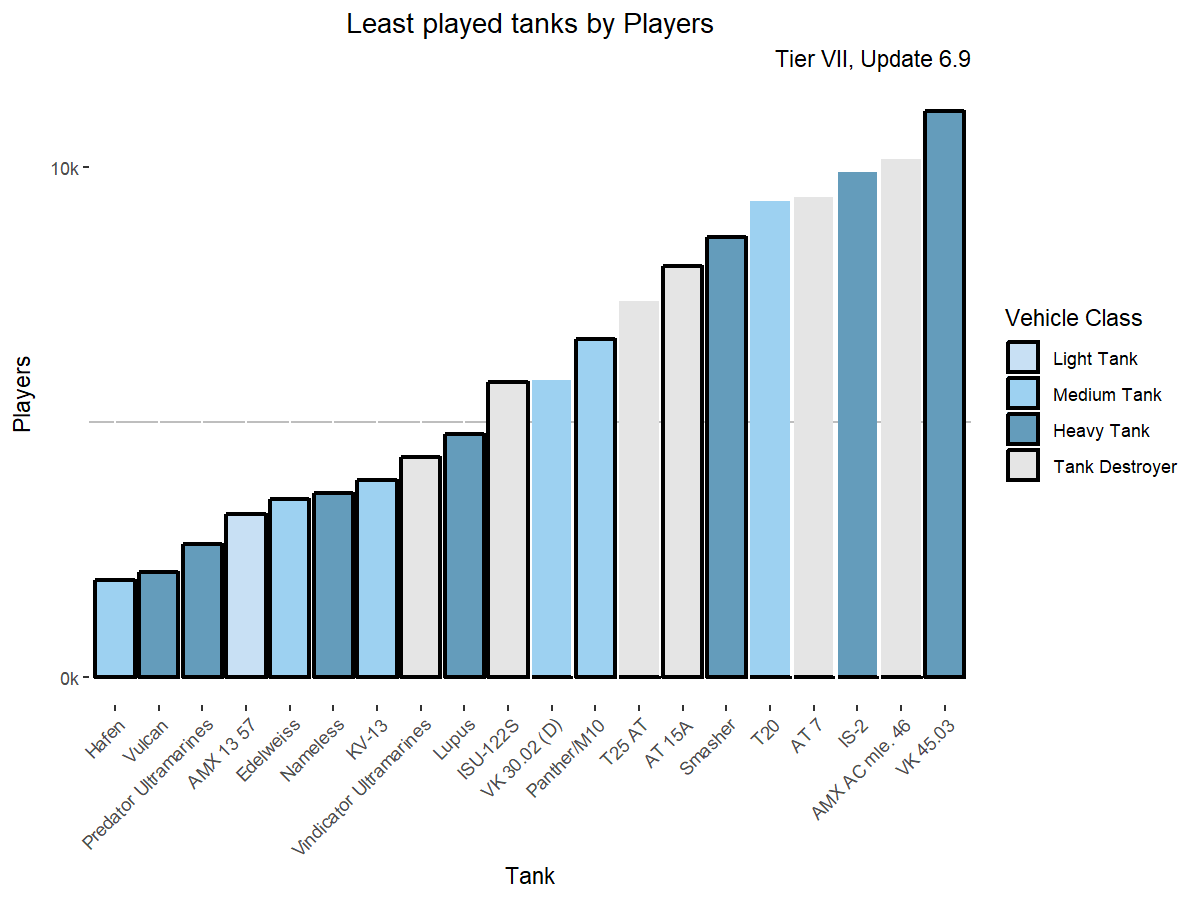 Least played tanks by Players
Tier VII, Update 6.9
Players
10k
0k
Hafen
Vulcan
Predator Ultramarines
AMX 13 57
Edelweiss
Nameless
KV-13
Vindicator Ultramarines
Lupus
ISU-122S
VK 30.02 (D)
Panther/M10
T25 AT
AT 15A
Smasher
T20
AT 7
IS-2
AMX AC mle. 46
VK 45.03
Tank
Vehicle Class
Light Tank
Medium Tank
Heavy Tank
Tank Destroyer